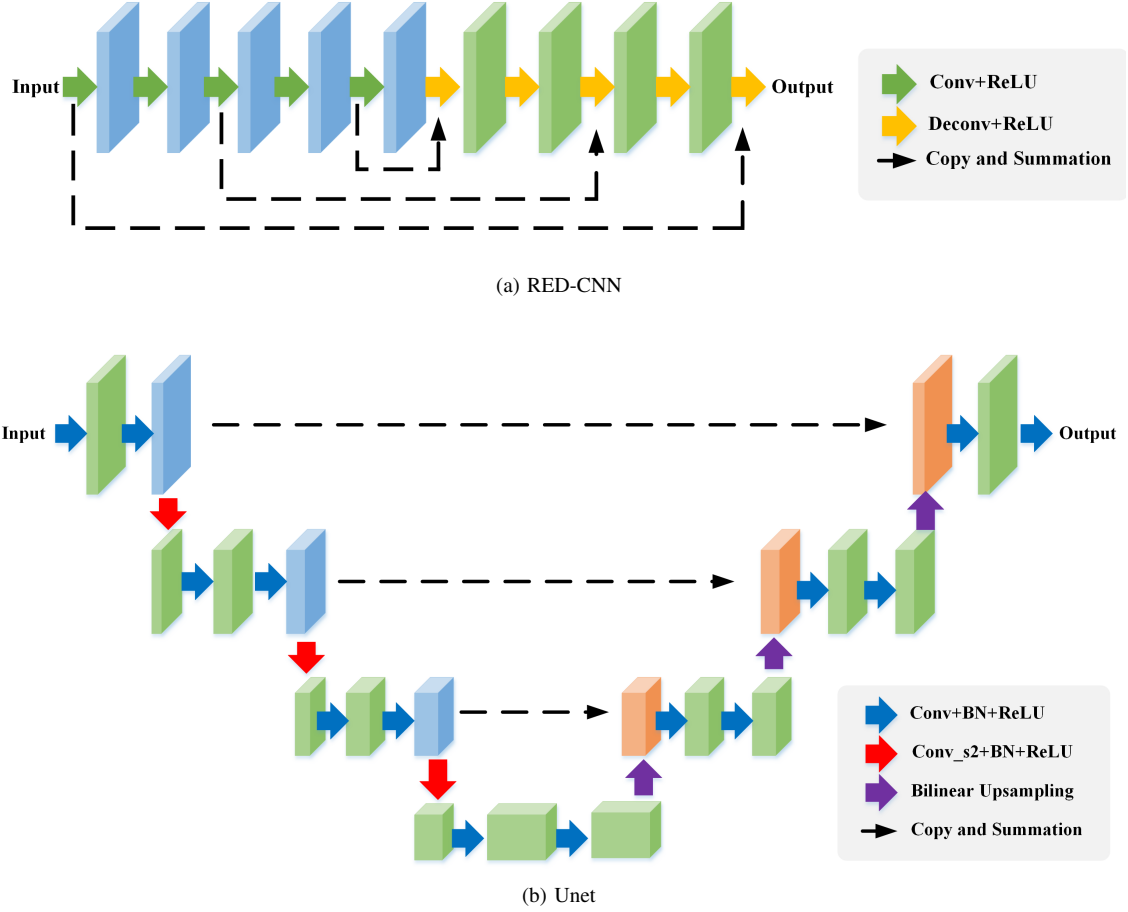 Input
Output
Conv+ReLU
Deconv+ReLU
Copy and Summation
(a) RED-CNN
Input
Output
Conv+BN+ReLU
Conv_s2+BN+ReLU
Bilinear Upsampling
Copy and Summation
(b) Unet